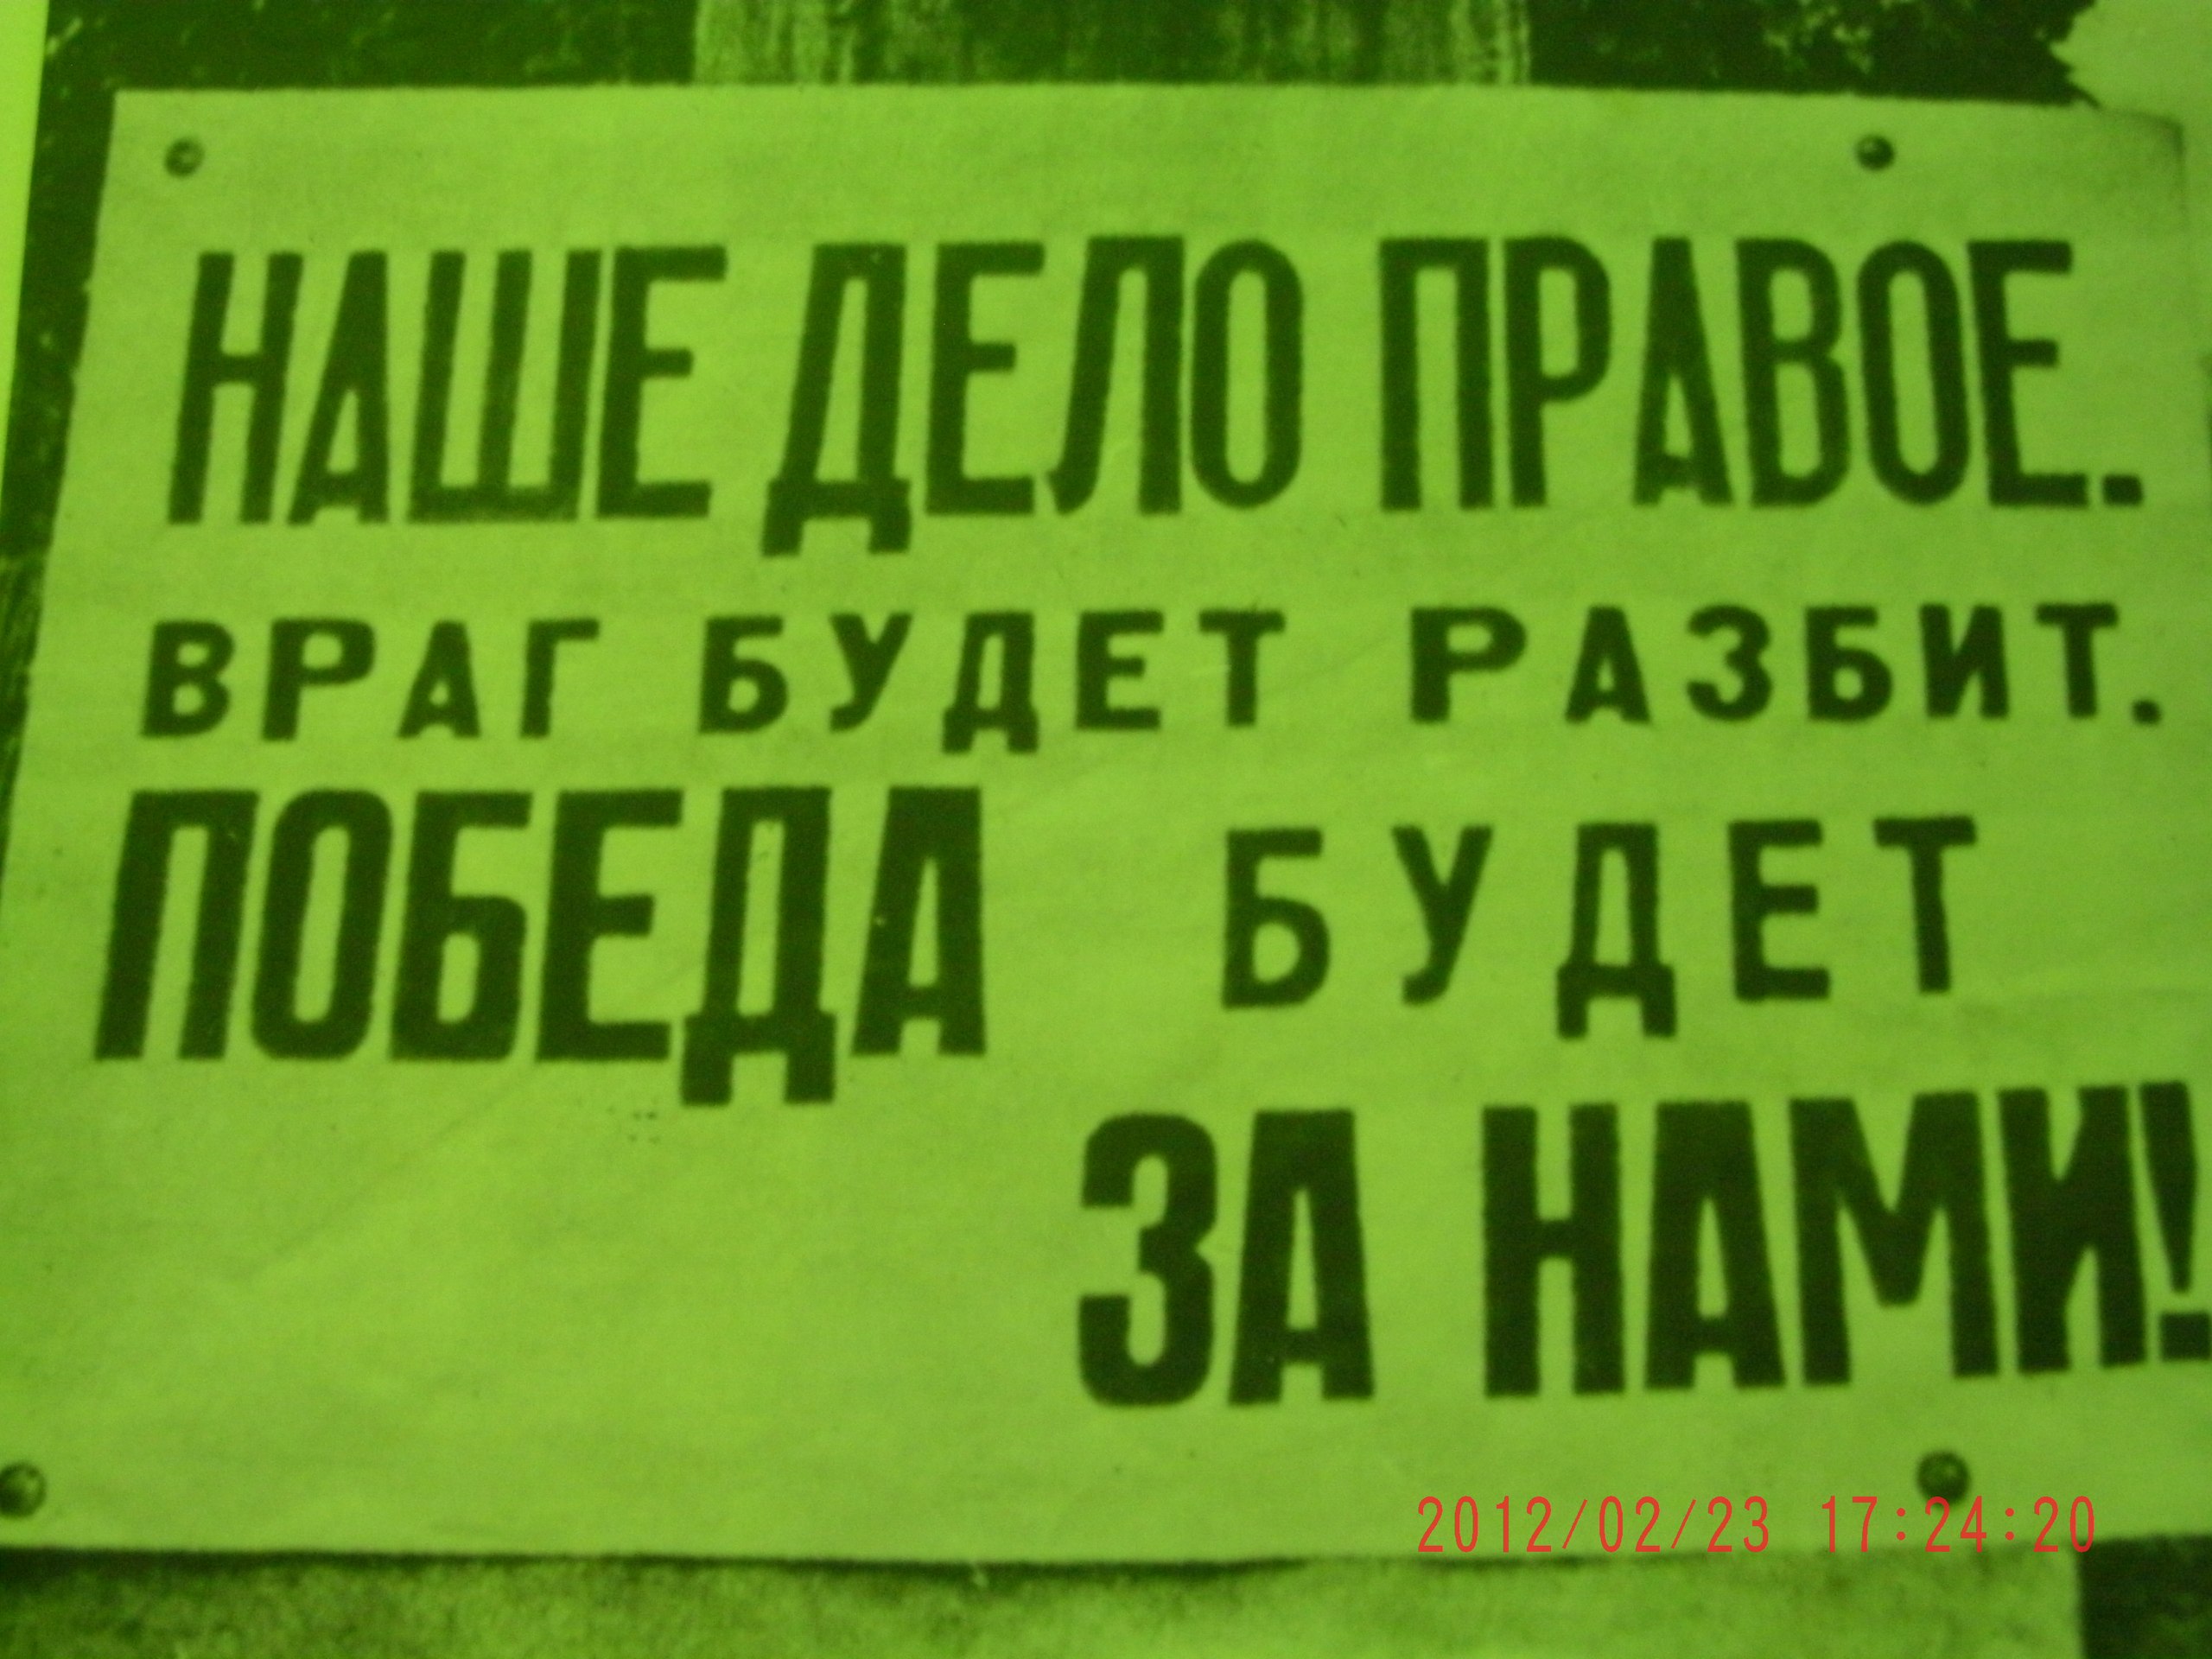 НАШЕ ДЕЛО ПРАВОЕ.
ВРАГ БУДЕТ РАЗБИТ.
ПОБЕДА БУДЕТ
ЗА НАМИ!
2012/02/23 17:24:20